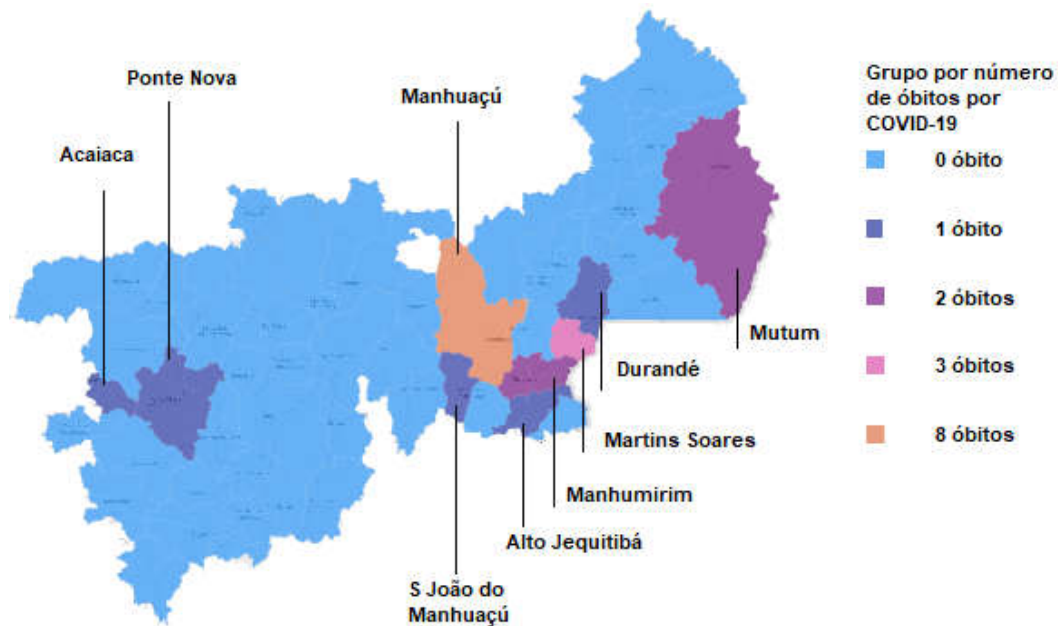 Ponte Nova
Manhuaçú
Acaiaca
Grupo por número
de óbitos por
COVID-19
0 óbito
1 óbito
2 óbitos
3 óbitos
8 óbitos
Mutum
Durandé
Martins Soares
Manhumirim
Alto Jequitibá
S João do
Manhuaçú